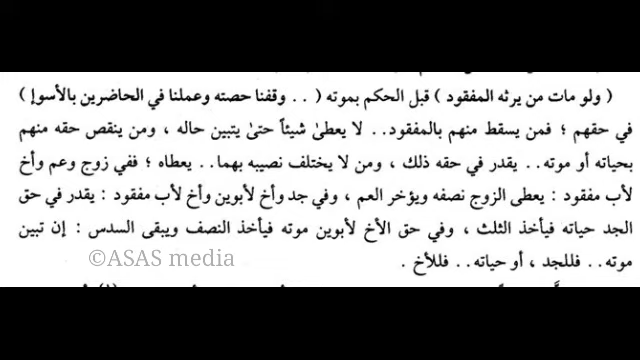 ( ولو مات من يرثه المفقود ) قبل الحكم بموته ( . . وقفنا حصته وعملنا في الحاضرين بالأسوإ )
في حقهم ؛ فمن يسقط منهم بالمفقود . . لا يعطىٰ شيئاً حتىٰ يتبين حاله ، ومن ينقص حقه منهم
بحياته أو موته . . يقدر في حقه ذلك ، ومن لا يختلف نصيبه بهما . . يعطاه ؛ ففي زوج وعم وأخ
لأب مفقود : يعطى الزوج نصفه ويؤخر العم ، وفي جد وأخ لأبوين وأخ لأب مفقود : يقدر في حق
الجد حياته فيأخذ الثلث ، وفي حق الأخ لأبوين موته فيأخذ النصف ويبقى السدس : إن تبين
موته . . فللجد ، أو حياته . . فللأخ .
©ASAS media